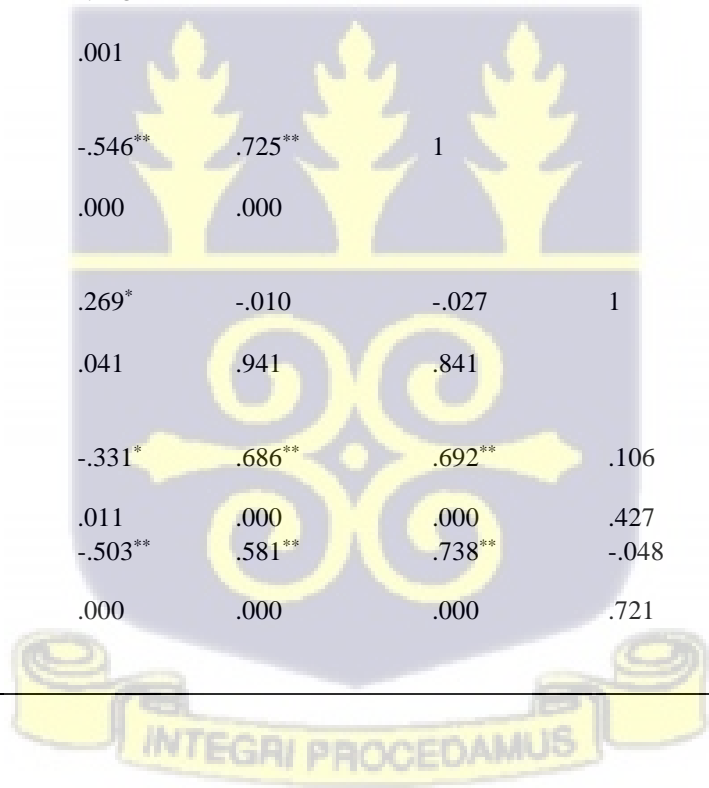 .001
-.546** .725** 1
.000 .000
.269* -.010 -.027 1
.041 .941 .841
-.331* .686** .692** .106
.011 .000 .000 .427
-.503** .581** .738** -.048
.000 .000 .000 .721
INTEGRI PROCEDAMUS